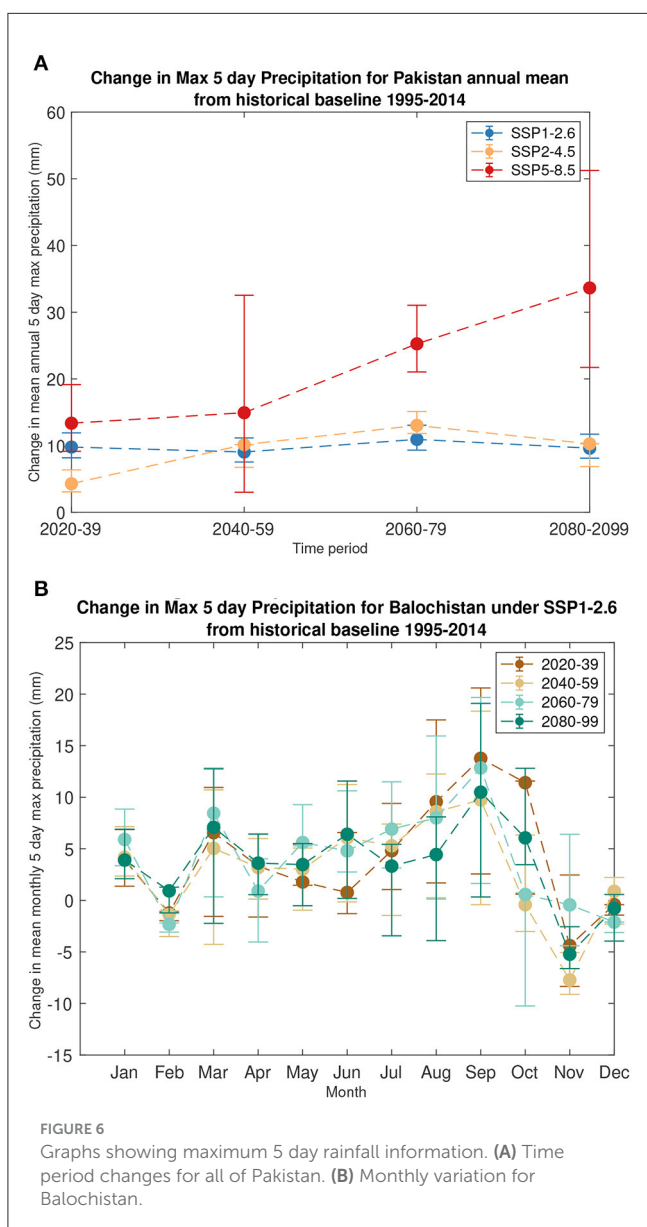 A
Change in Max 5 day Precipitation for Pakistan annual mean
from historical baseline 1995-2014
Change in mean annual 5 day max precipitation (mm)
60
50
40
30
20
10
0
SSP1-2.6
SSP2-4.5
SSP5-8.5
2020-39
2040-59
2060-79
2080-2099
Time period
B
Change in Max 5 day Precipitation for Balochistan under SSP1-2.6
from historical baseline 1995-2014
Change in mean monthly 5 day max precipitation (mm)
25
20
15
10
5
0
-5
-10
-15
2020-39
2040-59
2060-79
2080-99
Jan Feb Mar Apr May Jun Jul Aug Sep Oct Nov Dec
Month
FIGURE 6
Graphs showing maximum 5 day rainfall information. (A) Time
period changes for all of Pakistan. (B) Monthly variation for
Balochistan.